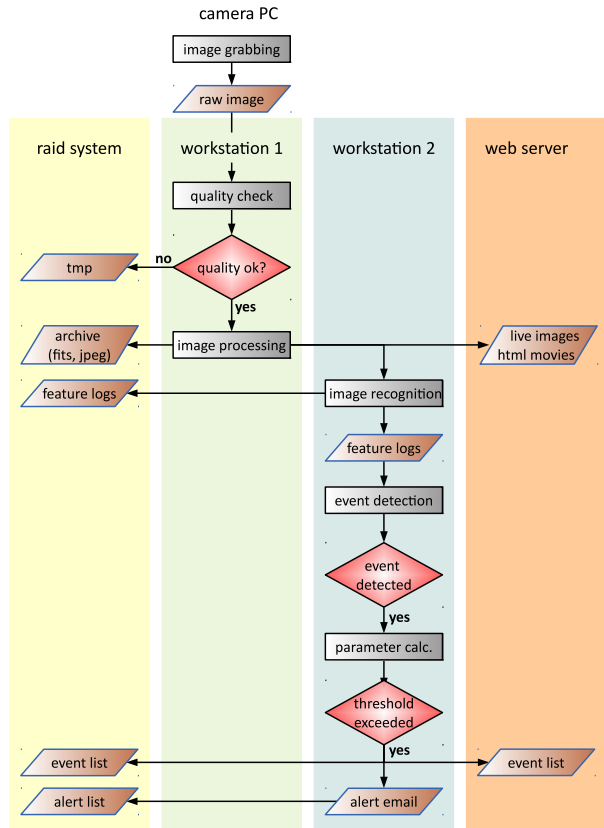 camera PC
image grabbing
raw image
raid system
workstation 1
workstation 2
web server
quality check
no
tmp
quality ok?
yes
archive
(fits, jpeg)
image processing
live images
html movies
feature logs
image recognition
feature logs
event detection
event
detected
yes
parameter calc.
threshold
exceeded
yes
event list
event list
alert list
alert email